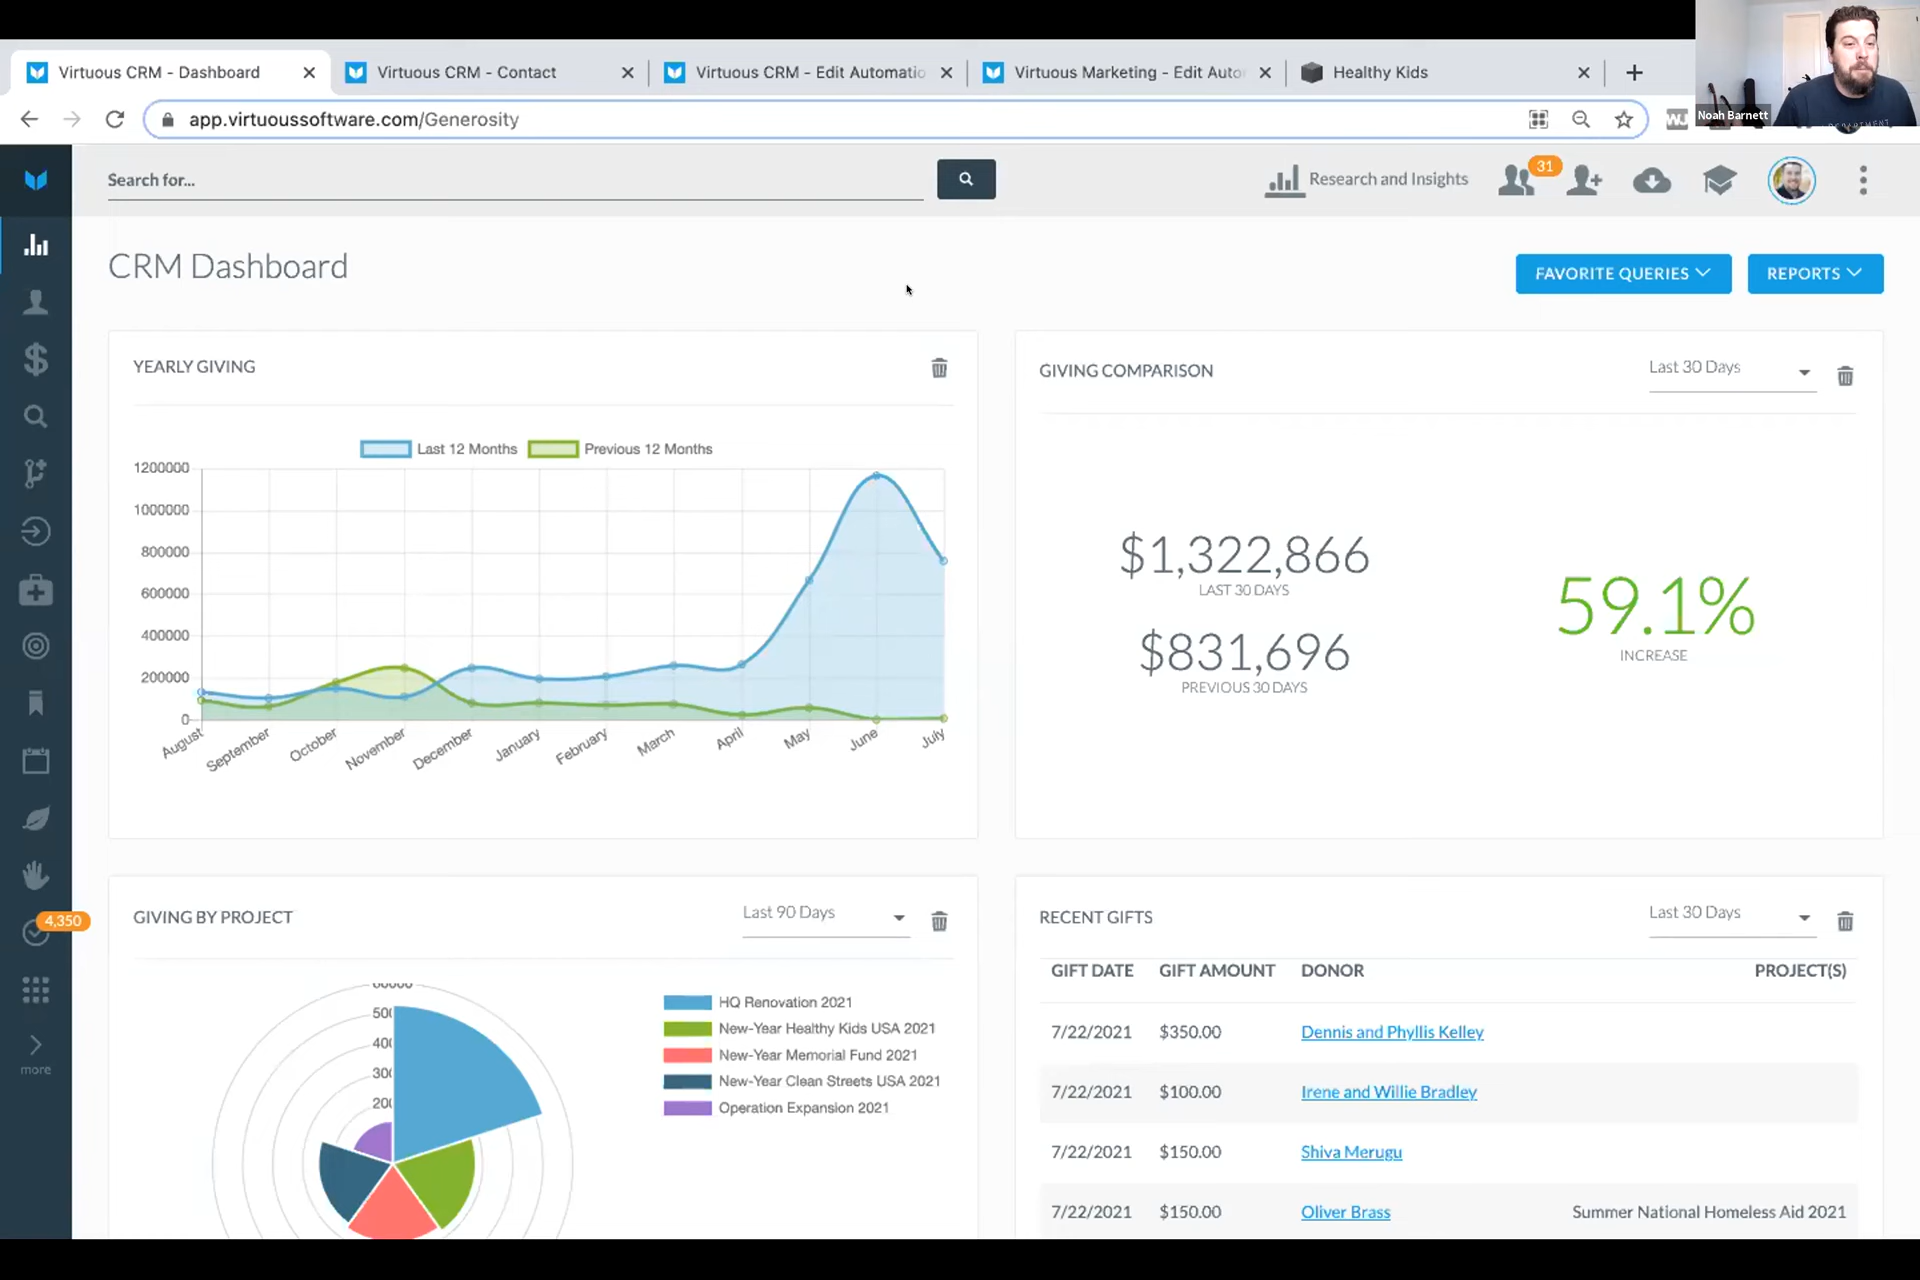 Virtuous CRM - Dashboard
Virtuous CRM - Contact
Virtuous CRM - Edit Automatio
Virtuous Marketing - Edit Auto
Healthy Kids
app.virtuoussoftware.com/Generosity
Noah Barnett
Search for...
Research and Insights
31
CRM Dashboard
FAVORITE QUERIES
REPORTS
YEARLY GIVING
Last 12 Months
Previous 12 Months
1200000
1000000
800000
600000
400000
200000
0
August
September
October
November
December
January
February
March
April
May
June
July
GIVING COMPARISON
Last 30 Days
$1,322,866
LAST 30 DAYS
$831,696
PREVIOUS 30 DAYS
59.1%
INCREASE
4,350
more
GIVING BY PROJECT
Last 90 Days
500
400
300
200
HQ Renovation 2021
New-Year Healthy Kids USA 2021
New-Year Memorial Fund 2021
New-Year Clean Streets USA 2021
Operation Expansion 2021
RECENT GIFTS
Last 30 Days
GIFT DATE GIFT AMOUNT DONOR PROJECT(S)
7/22/2021 $350.00 Dennis and Phyllis Kelley
7/22/2021 $100.00 Irene and Willie Bradley
7/22/2021 $150.00 Shiva Merugu
7/22/2021 $150.00 Oliver Brass Summer National Homeless Aid 2021